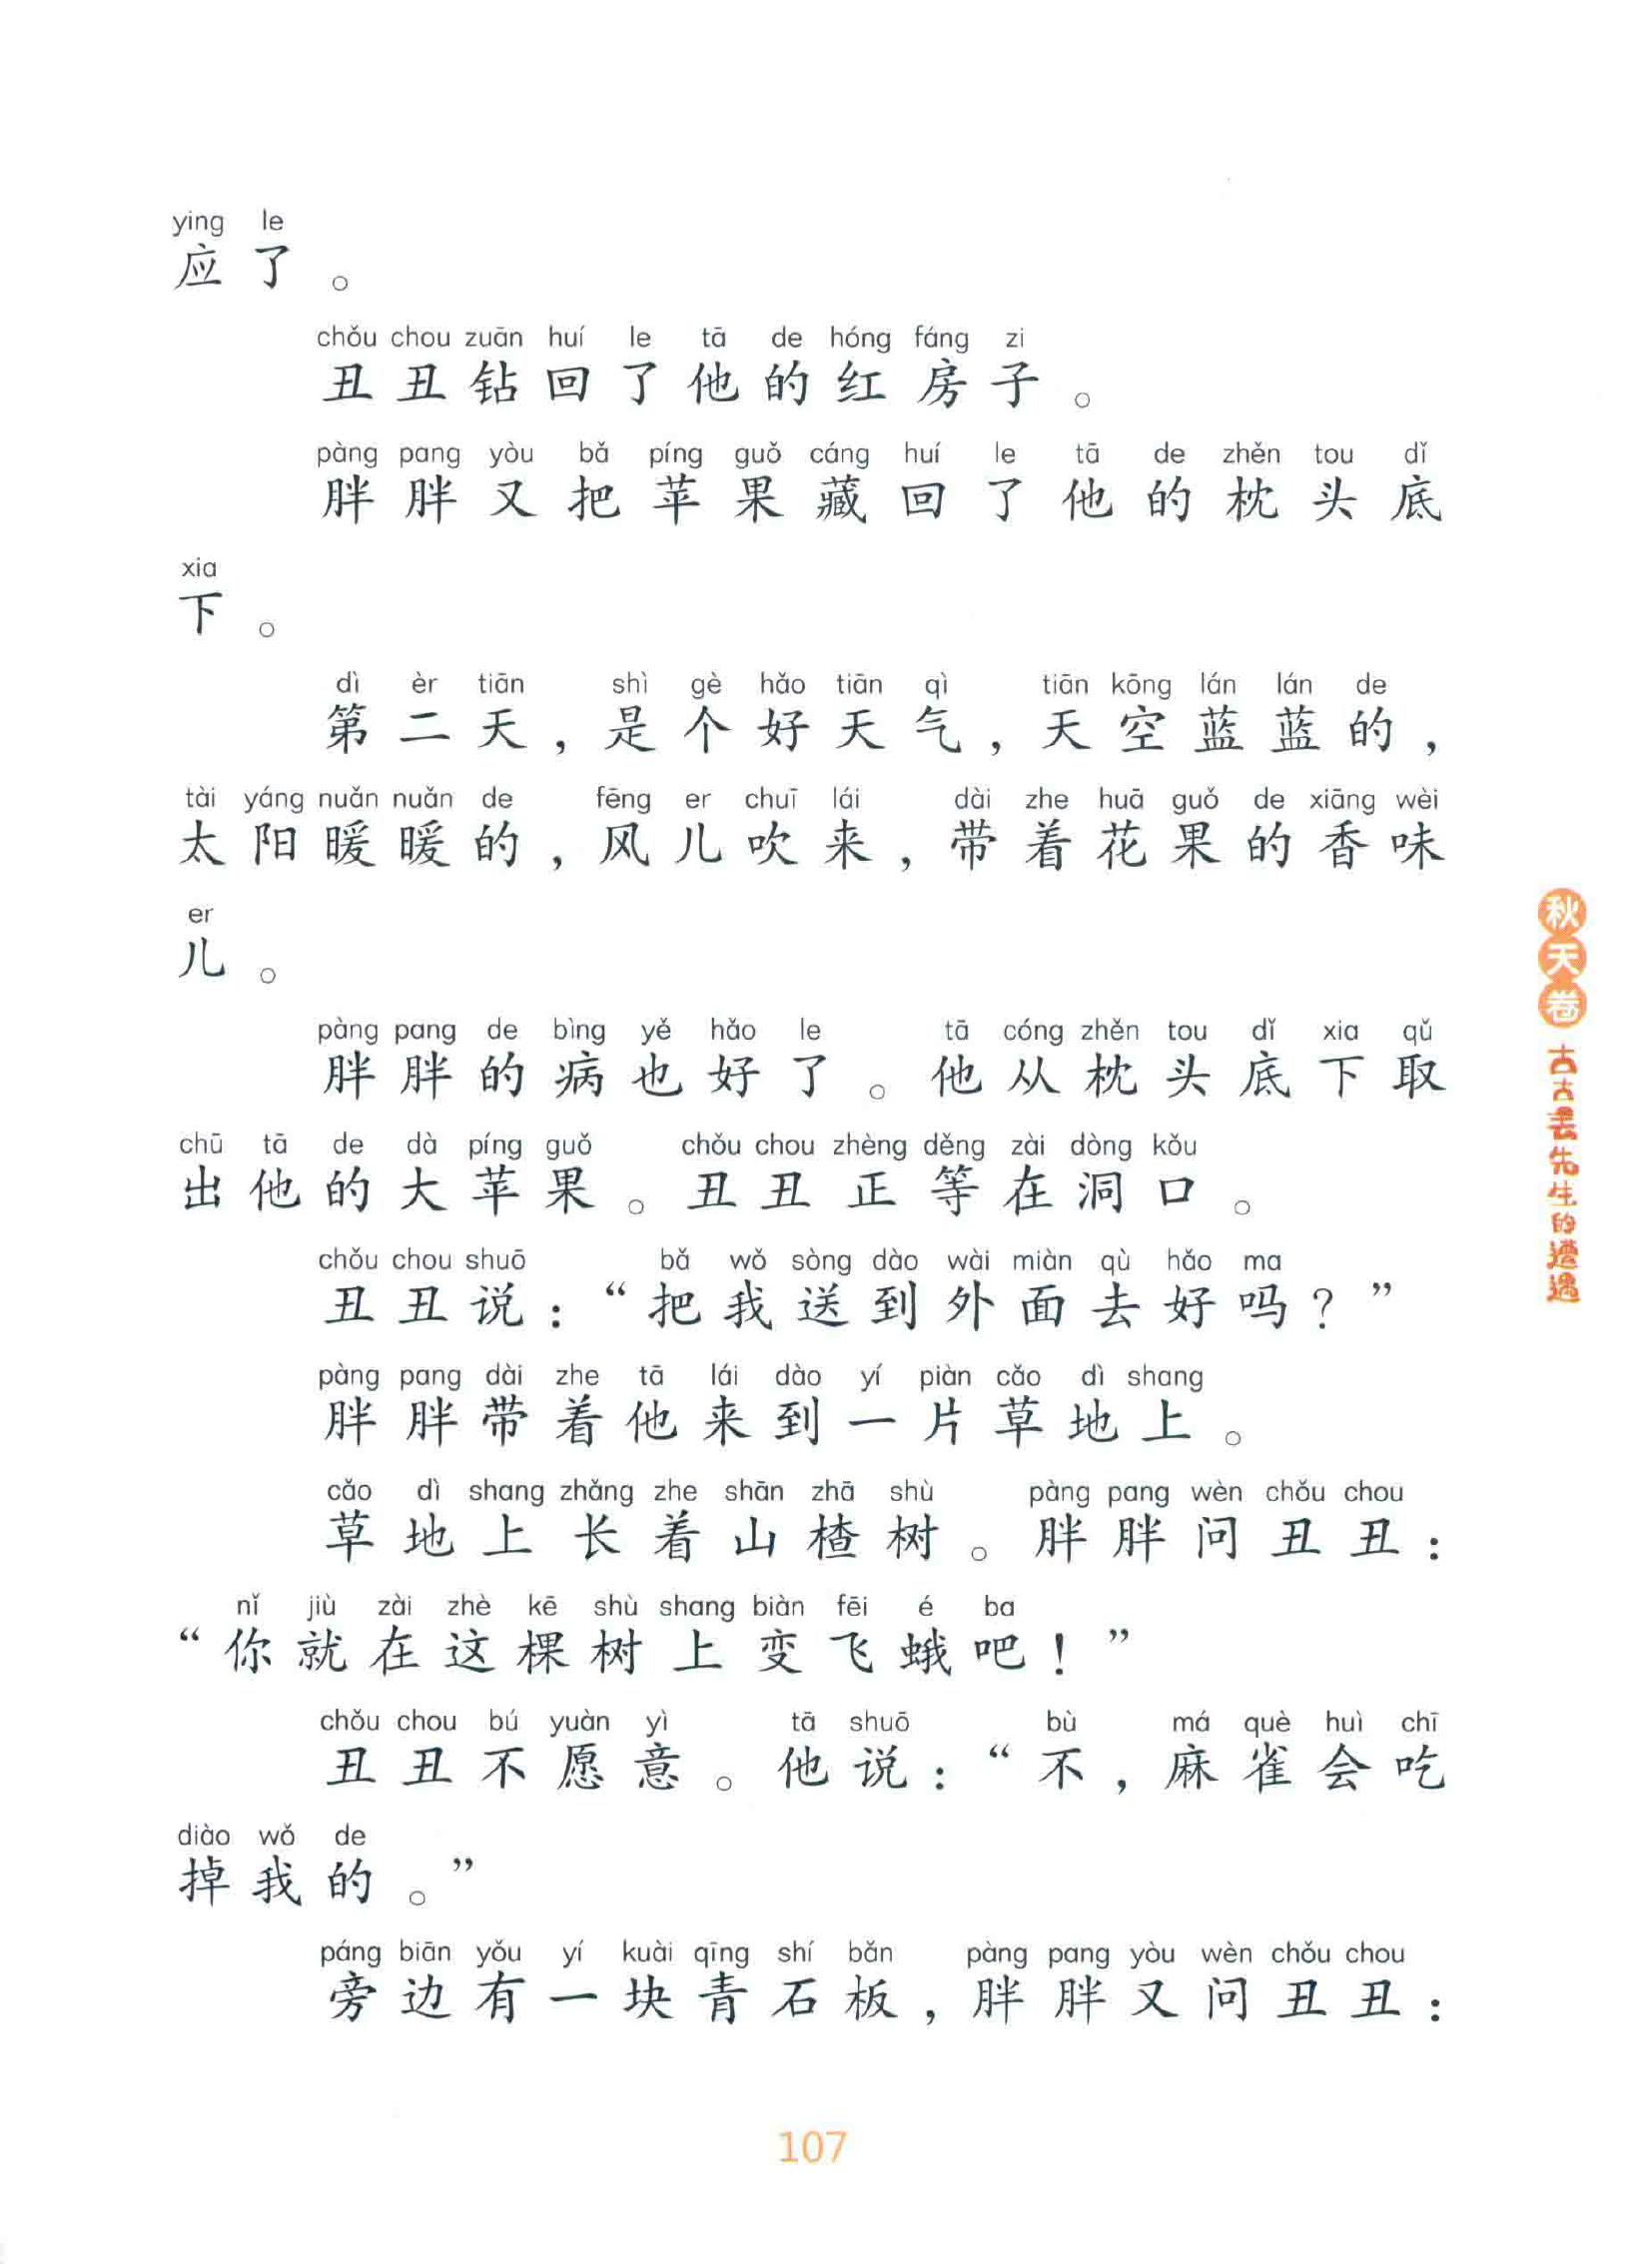 ying le
应了。
chǒu chou zuān huí le tā de hóng fáng zi
丑丑钻回了他的红房子。
pàng pang yòu bǎ píng guǒ cáng huí le tā de zhěn tou dǐ
胖胖又把苹果藏回了他的枕头底
xia
下。
dì èr tiān shì gè hǎo tiān qì tiān kōng lán lán de
第二天，是个好天气，天空蓝蓝的，
tài yáng nuǎn nuǎn de fēng er chuī lái dài zhe huā guǒ de xiāng wèi
太阳暖暖的，风儿吹来，带着花果的香味
er
儿。
pàng pang de bìng yě hǎo le tā cóng zhěn tou dǐ xia qǔ
胖胖的病也好了。他从枕头底下取
chū tā de dà píng guǒ chǒu chou zhèng děng zài dòng kǒu
出他的大苹果。丑丑正等在洞口。
chǒu chou shuō bǎ wǒ sòng dào wài miàn qù hǎo ma
丑丑说：“把我送到外面去好吗？”
pàng pang dài zhe tā lái dào yí piàn cǎo dì shang
胖胖带着他来到一片草地上。
cǎo dì shang zhǎng zhe shān zhā shù pàng pang wèn chǒu chou
草地上长着山楂树。胖胖问丑丑：
nǐ jiù zài zhè kē shù shang biàn fēi é ba
“你就在这棵树上变飞蛾吧！”
chǒu chou bú yuàn yì tā shuō bù má què huì chī
丑丑不愿意。他说：“不，麻雀会吃
diào wǒ de
掉我的。”
páng biān yǒu yí kuài qīng shí bǎn pàng pang yòu wèn chǒu chou
旁边有一块青石板，胖胖又问丑丑：
秋天卷
古古丢先生的遭遇
107